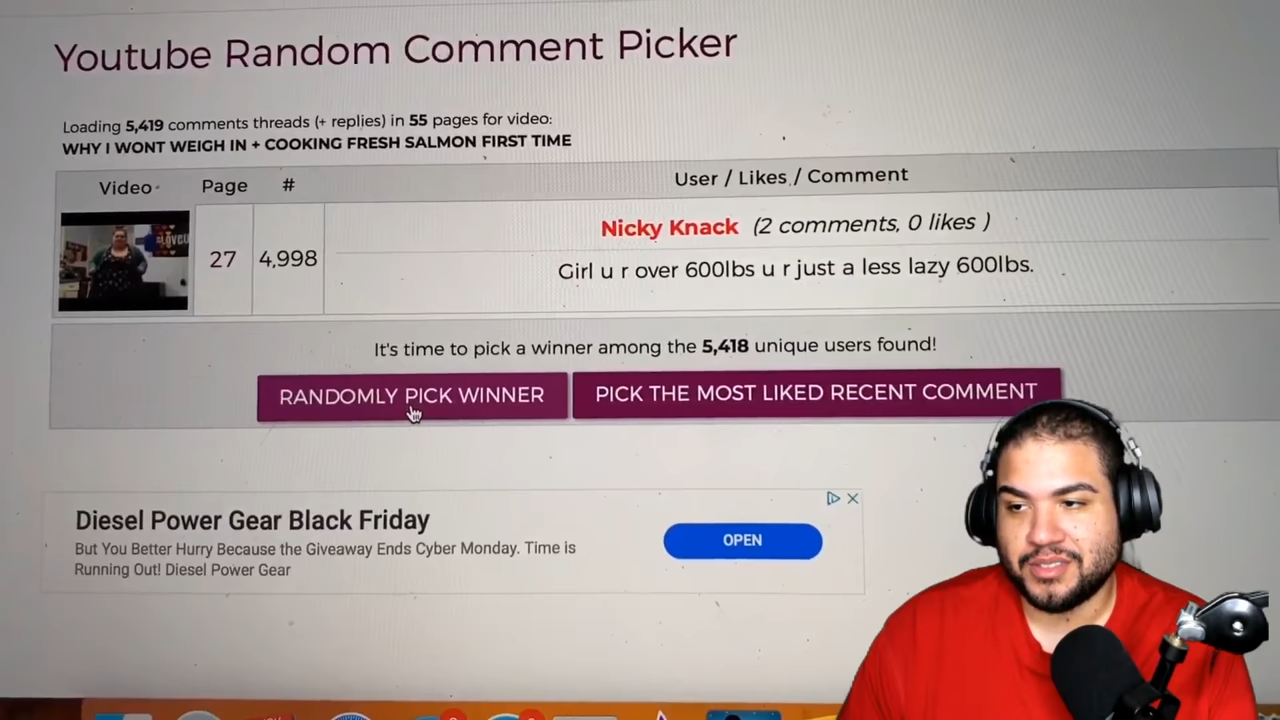 Youtube Random Comment Picker
Loading 5,419 comments threads (+ replies) in 55 pages for video:
WHY I WONT WEIGH IN + COOKING FRESH SALMON FIRST TIME
Video Page # User / Likes / Comment
27 4,998 Nicky Knack (2 comments, 0 likes )
Girl u r over 600lbs u r just a less lazy 600lbs.
It's time to pick a winner among the 5,418 unique users found!
RANDOMLY PICK WINNER PICK THE MOST LIKED RECENT COMMENT
Diesel Power Gear Black Friday
But You Better Hurry Because the Giveaway Ends Cyber Monday. Time is
Running Out! Diesel Power Gear
OPEN